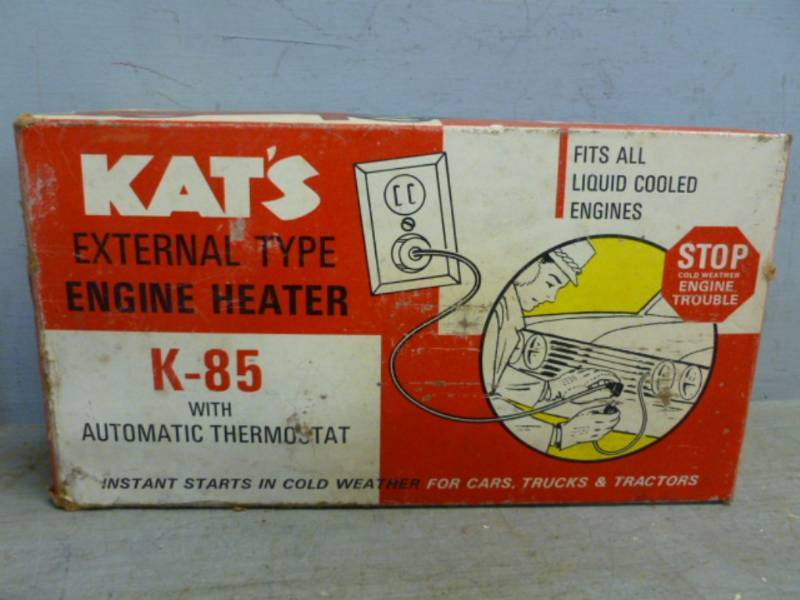 KAT'S
EXTERNAL TYPE
ENGINE HEATER
K-85
WITH
AUTOMATIC THERMOSTAT
FITS ALL
LIQUID COOLED
ENGINES
STOP
COLD WEATHER
ENGINE
TROUBLE
INSTANT STARTS IN COLD WEATHER FOR CARS, TRUCKS & TRACTORS